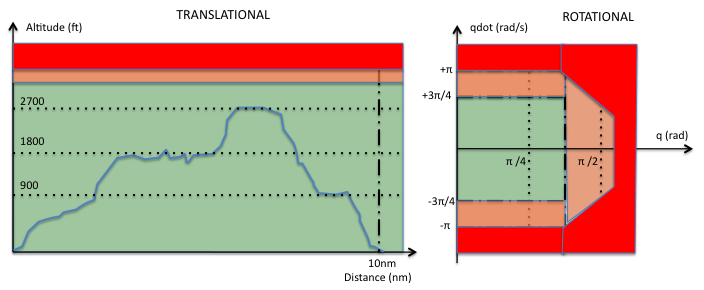 TRANSLATIONAL
Altitude (ft)
2700
1800
900
10nm
Distance (nm)
ROTATIONAL
qdot (rad/s)
+π
+3π/4
q (rad)
π /4
π /2
-3π/4
-π